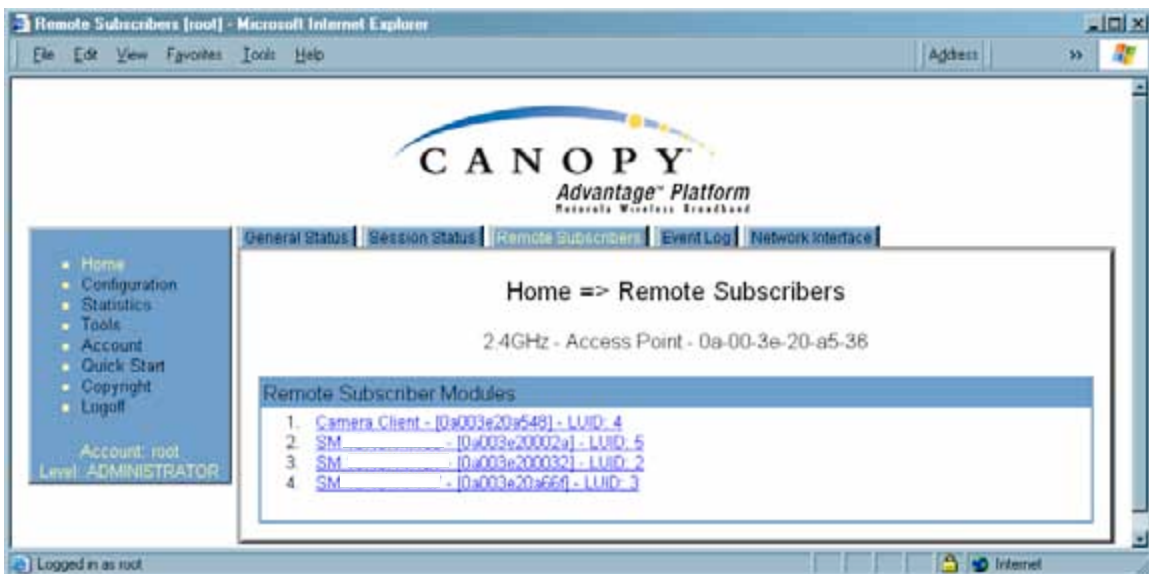 Remote Subscribers [root] - Microsoft Internet Explorer
File Edit View Favorites Tools Help Address
CANOPY
Advantage™ Platform
Motorola Wireless Broadband
General Status Session Status Remote Subscribers Event Log Network Interface
Home
Configuration
Statistics
Tools
Account
Quick Start
Copyright
Logoff
Account: root
Level: ADMINISTRATOR
Home => Remote Subscribers
2.4GHz - Access Point - 0a-00-3e-20-a5-36
Remote Subscriber Modules
1. Camera Client - [0a003e20a548] - LUID: 4
2. SM - [0a003e20002a] - LUID: 5
3. SM - [0a003e200032] - LUID: 2
4. SM - [0a003e20a66f] - LUID: 3
Logged in as root Internet